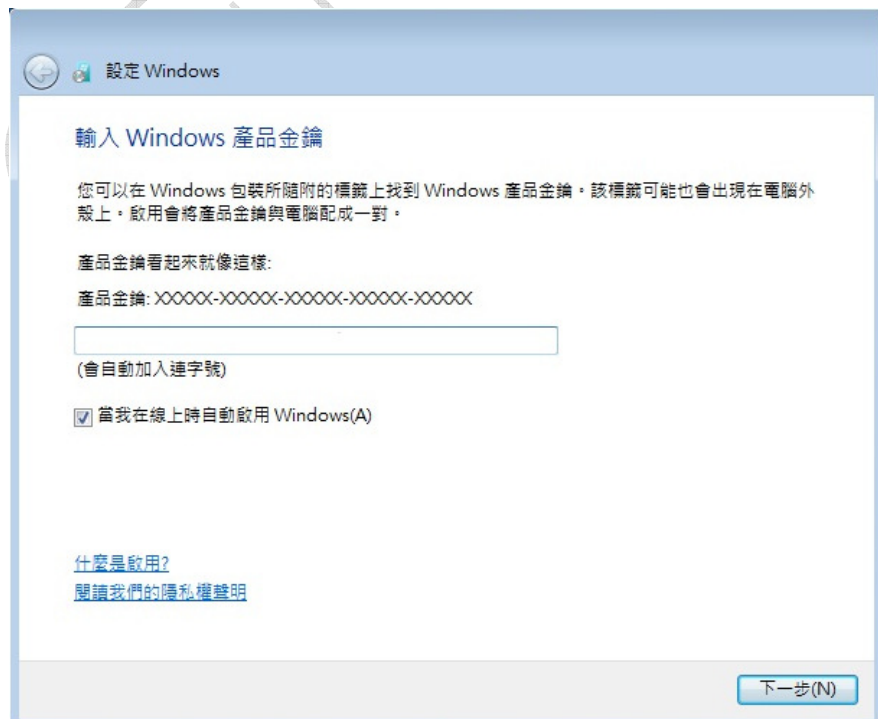 設定 Windows
輸入 Windows 產品金鑰
您可以在 Windows 包裝所隨附的標籤上找到 Windows 產品金鑰。該標籤可能也會出現在電腦外
殼上。啟用會將產品金鑰與電腦配成一對。
產品金鑰看起來就像這樣:
產品金鑰: XXXXX-XXXXX-XXXXX-XXXXX-XXXXX
(會自動加入連字號)
當我在線上時自動啟用 Windows(A)
什麼是啟用?
閱讀我們的隱私權聲明
下一步(N)